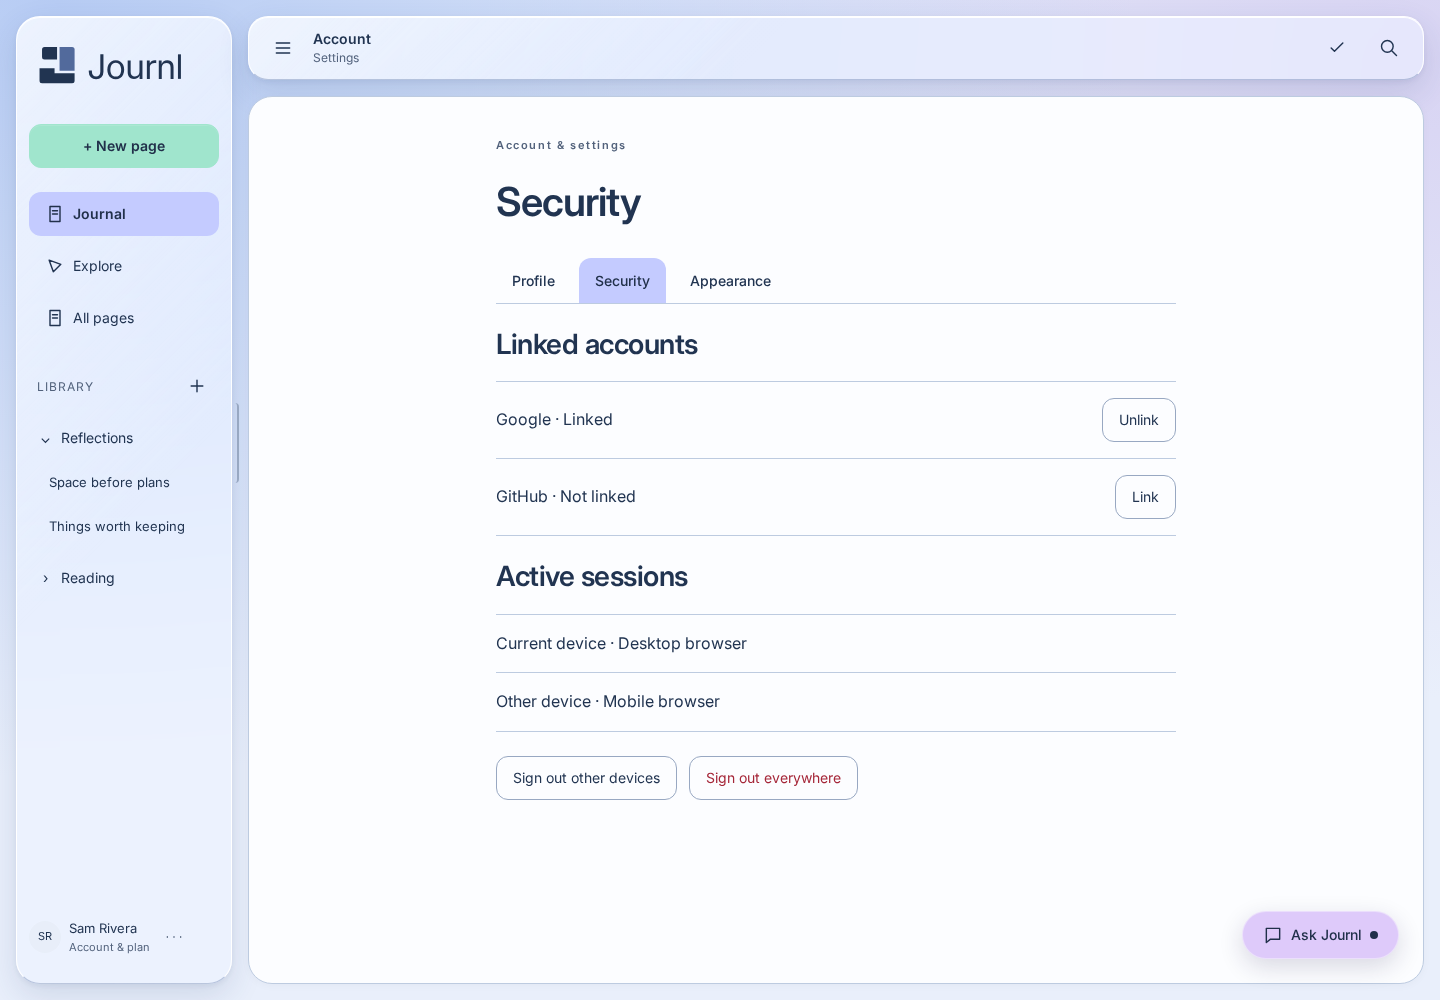 Journl
+ New page
Journal
Explore
All pages
LIBRARY
Reflections
Space before plans
Things worth keeping
Reading
SR
Sam Rivera
Account & plan
···
Account
Settings
Account & settings
Security
Profile
Security
Appearance
Linked accounts
Google · Linked
Unlink
GitHub · Not linked
Link
Active sessions
Current device · Desktop browser
Other device · Mobile browser
Sign out other devices
Sign out everywhere
Ask Journl